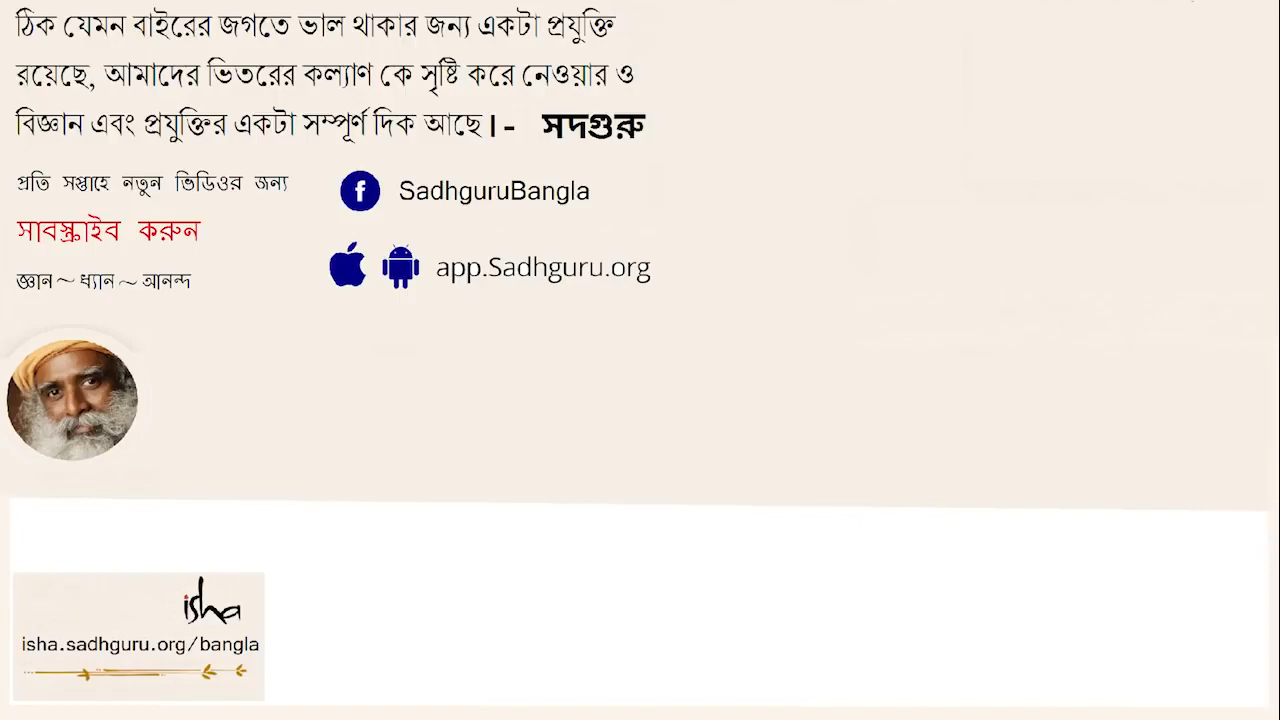 ঠিক যেমন বাইরের জগতে ভাল থাকার জন্য একটা প্রযুক্তি
রয়েছে, আমাদের ভিতরের কল্যাণ কে সৃষ্টি করে নেওয়ার ও
বিজ্ঞান এবং প্রযুক্তির একটা সম্পূর্ণ দিক আছে।- সদগুরু
প্রতি সপ্তাহে নতুন ভিডিওর জন্য
সাবস্ক্রাইব করুন
জ্ঞান ~ ধ্যান ~ আনন্দ
SadhguruBangla
app.Sadhguru.org
isha
isha.sadhguru.org/bangla